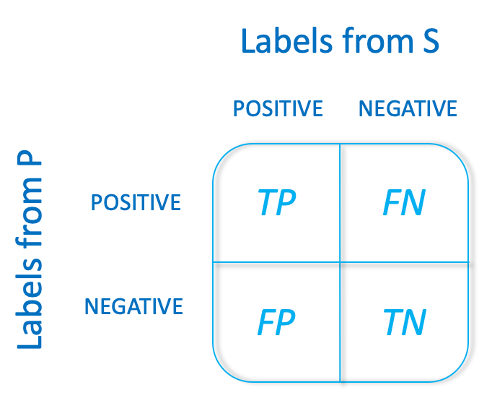 Labels from S
POSITIVE NEGATIVE
Labels from P
POSITIVE TP FN
NEGATIVE FP TN